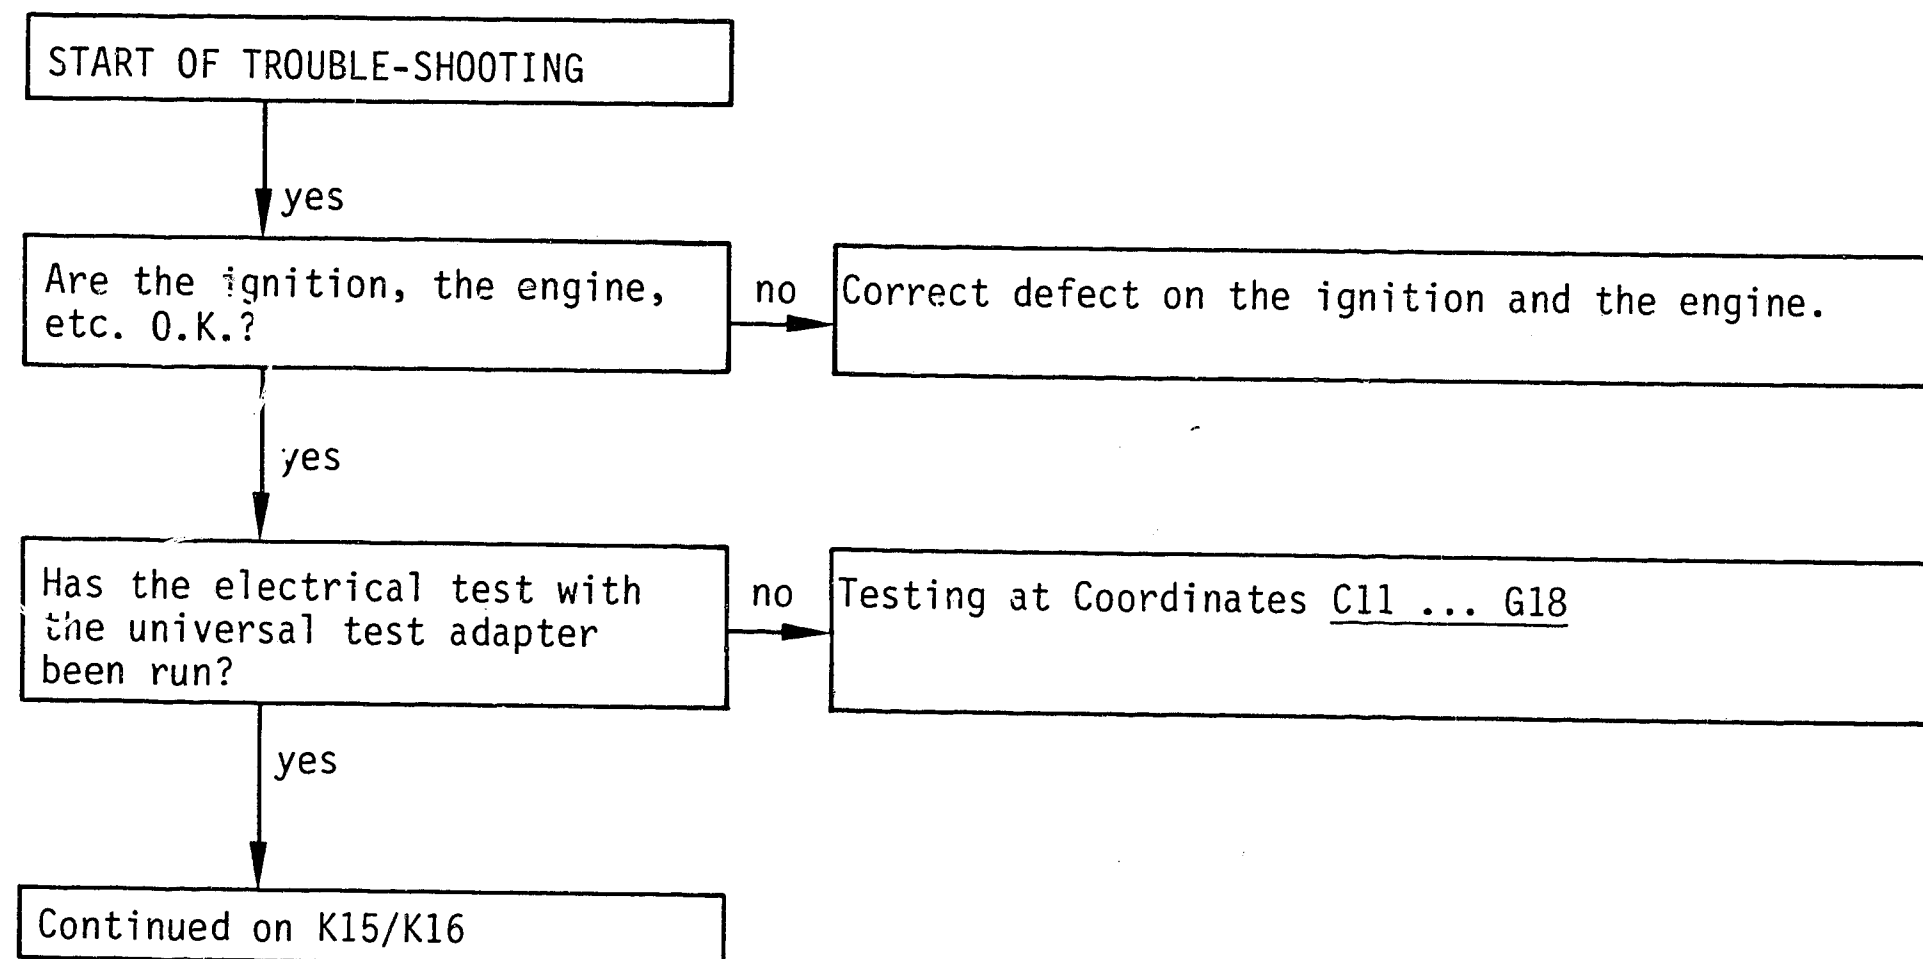 START OF TROUBLE-SHOOTING
yes
Are the ignition, the engine,
etc. O.K.?
no
Correct defect on the ignition and the engine.
yes
Has the electrical test with
the universal test adapter
been run?
no
Testing at Coordinates C11 ... G18
yes
Continued on K15/K16